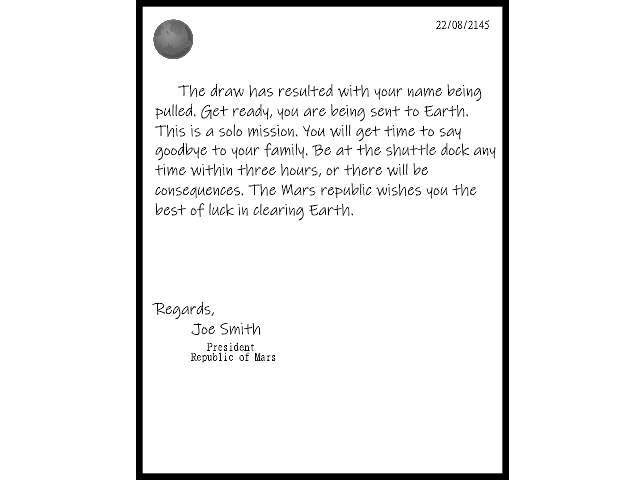 22/08/2145
The draw has resulted with your name being
pulled. Get ready, you are being sent to Earth.
This is a solo mission. You will get time to say
goodbye to your family. Be at the shuttle dock any
time within three hours, or there will be
consequences. The Mars republic wishes you the
best of luck in clearing Earth.
Regards,
Joe Smith
President
Republic of Mars